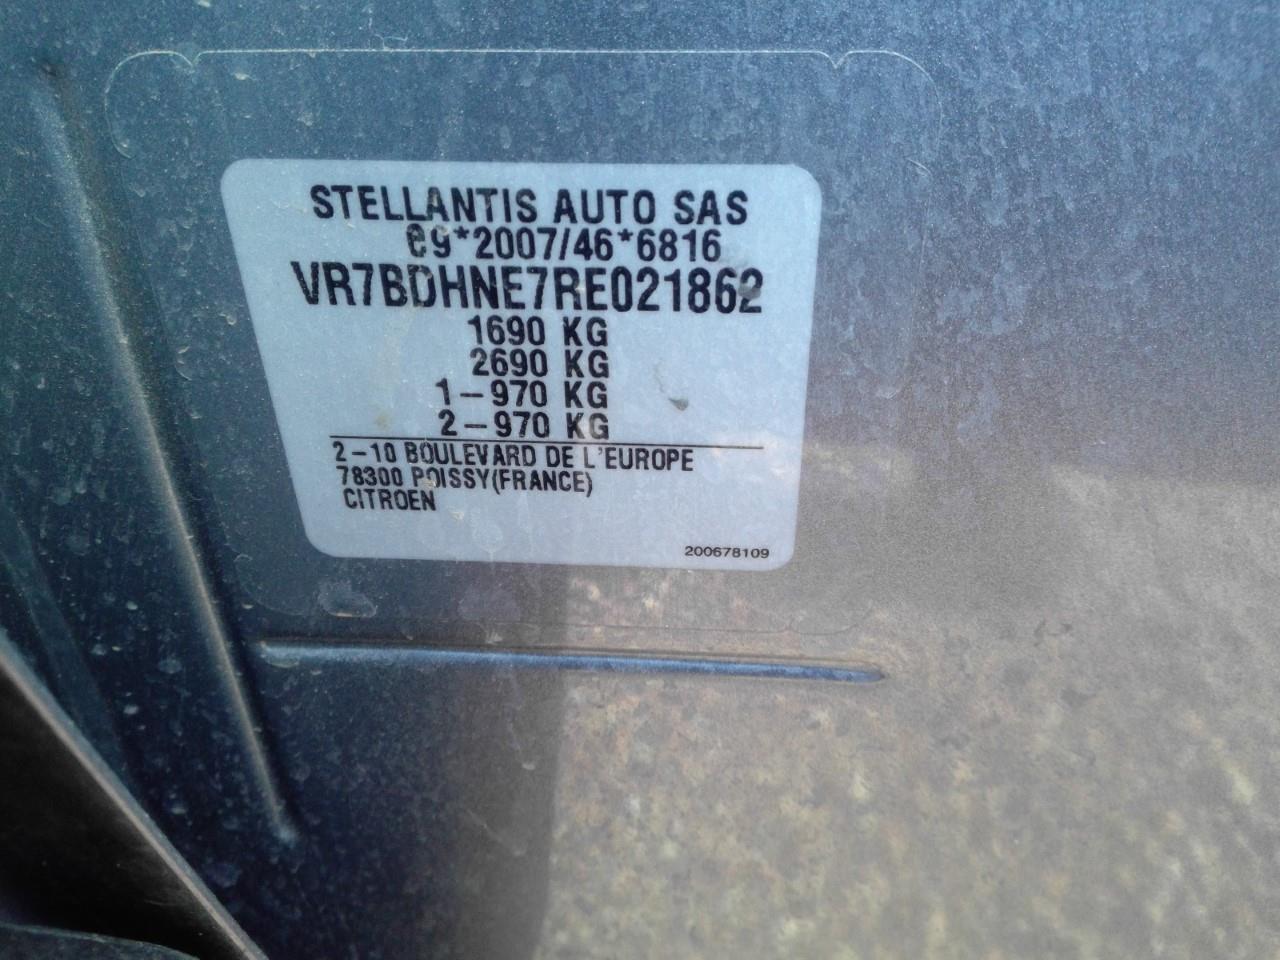 STELLANTIS AUTO SAS
e9*2007/46*6816
VR7BDHNE7RE021862
1690 KG
2690 KG
1-970 KG
2-970 KG
2-10 BOULEVARD DE L'EUROPE
78300 POISSY(FRANCE)
CITROEN
200678109